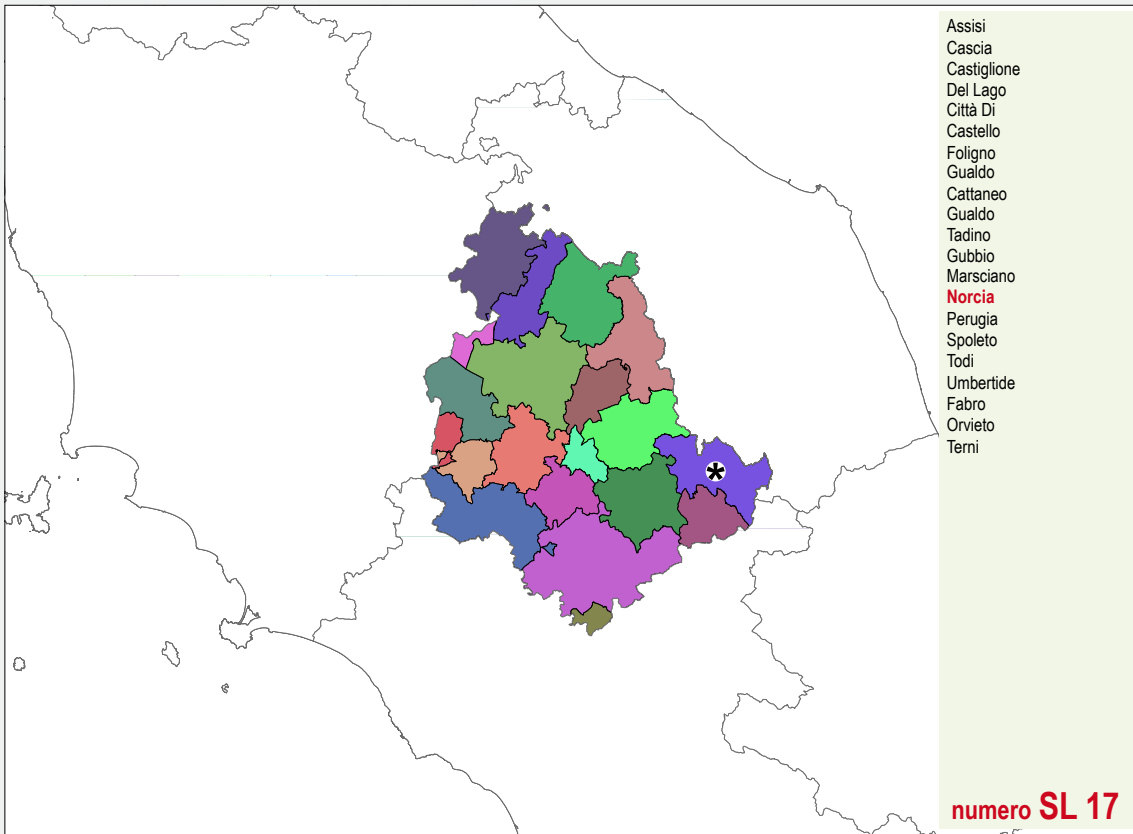 Assisi
Cascia
Castiglione
Del Lago
Città Di
Castello
Foligno
Gualdo
Cattaneo
Gualdo
Tadino
Gubbio
Marsciano
Norcia
Perugia
Spoleto
Todi
Umbertide
Fabro
Orvieto
Terni
*
numero SL 17